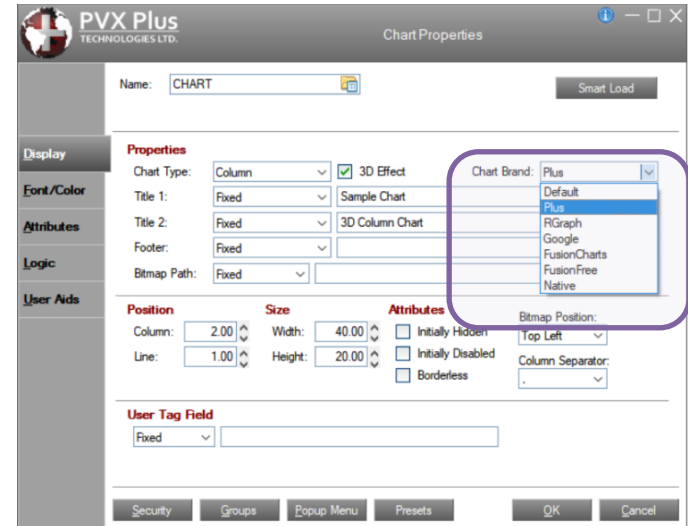 PVX Plus
TECHNOLOGIES LTD.
Chart Properties
Name: CHART
Smart Load
Display
Font/Color
Attributes
Logic
User Aids
Properties
Chart Type: Column 3D Effect Chart Brand: Plus
Title 1: Fixed Sample Chart
Title 2: Fixed 3D Column Chart
Footer: Fixed
Bitmap Path: Fixed
Default
Plus
RGraph
Google
FusionCharts
FusionFree
Native
Position Size Attributes Bitmap Position:
Column: 2.00 Width: 40.00 Initially Hidden Top Left
Line: 1.00 Height: 20.00 Initially Disabled Column Separator:
Borderless ,
User Tag Field
Fixed
Security Groups Popup Menu Presets OK Cancel